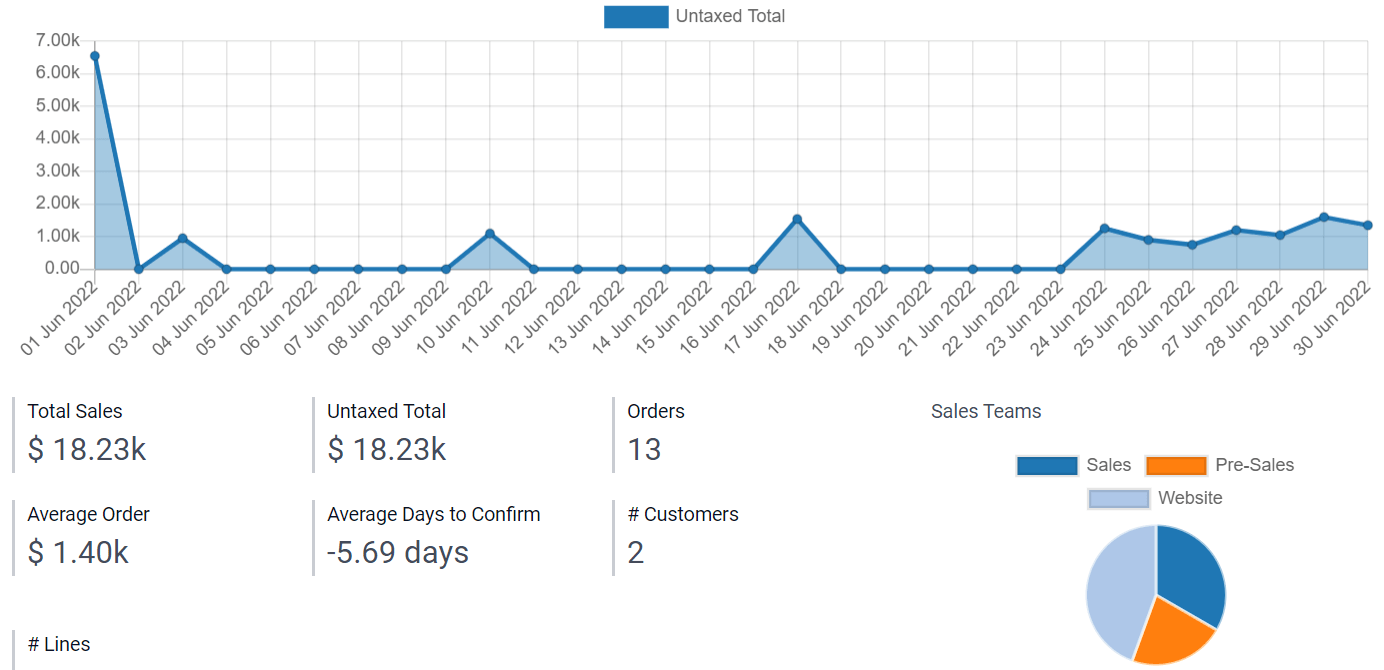 Untaxed Total
7.00k
6.00k
5.00k
4.00k
3.00k
2.00k
1.00k
0.00
01 Jun 2022
02 Jun 2022
03 Jun 2022
04 Jun 2022
05 Jun 2022
06 Jun 2022
07 Jun 2022
08 Jun 2022
09 Jun 2022
10 Jun 2022
11 Jun 2022
12 Jun 2022
13 Jun 2022
14 Jun 2022
15 Jun 2022
16 Jun 2022
17 Jun 2022
18 Jun 2022
19 Jun 2022
20 Jun 2022
21 Jun 2022
22 Jun 2022
23 Jun 2022
24 Jun 2022
25 Jun 2022
26 Jun 2022
27 Jun 2022
28 Jun 2022
29 Jun 2022
30 Jun 2022
Total Sales
$ 18.23k
Untaxed Total
$ 18.23k
Orders
13
Average Order
$ 1.40k
Average Days to Confirm
-5.69 days
# Customers
2
# Lines
Sales Teams
Sales
Pre-Sales
Website